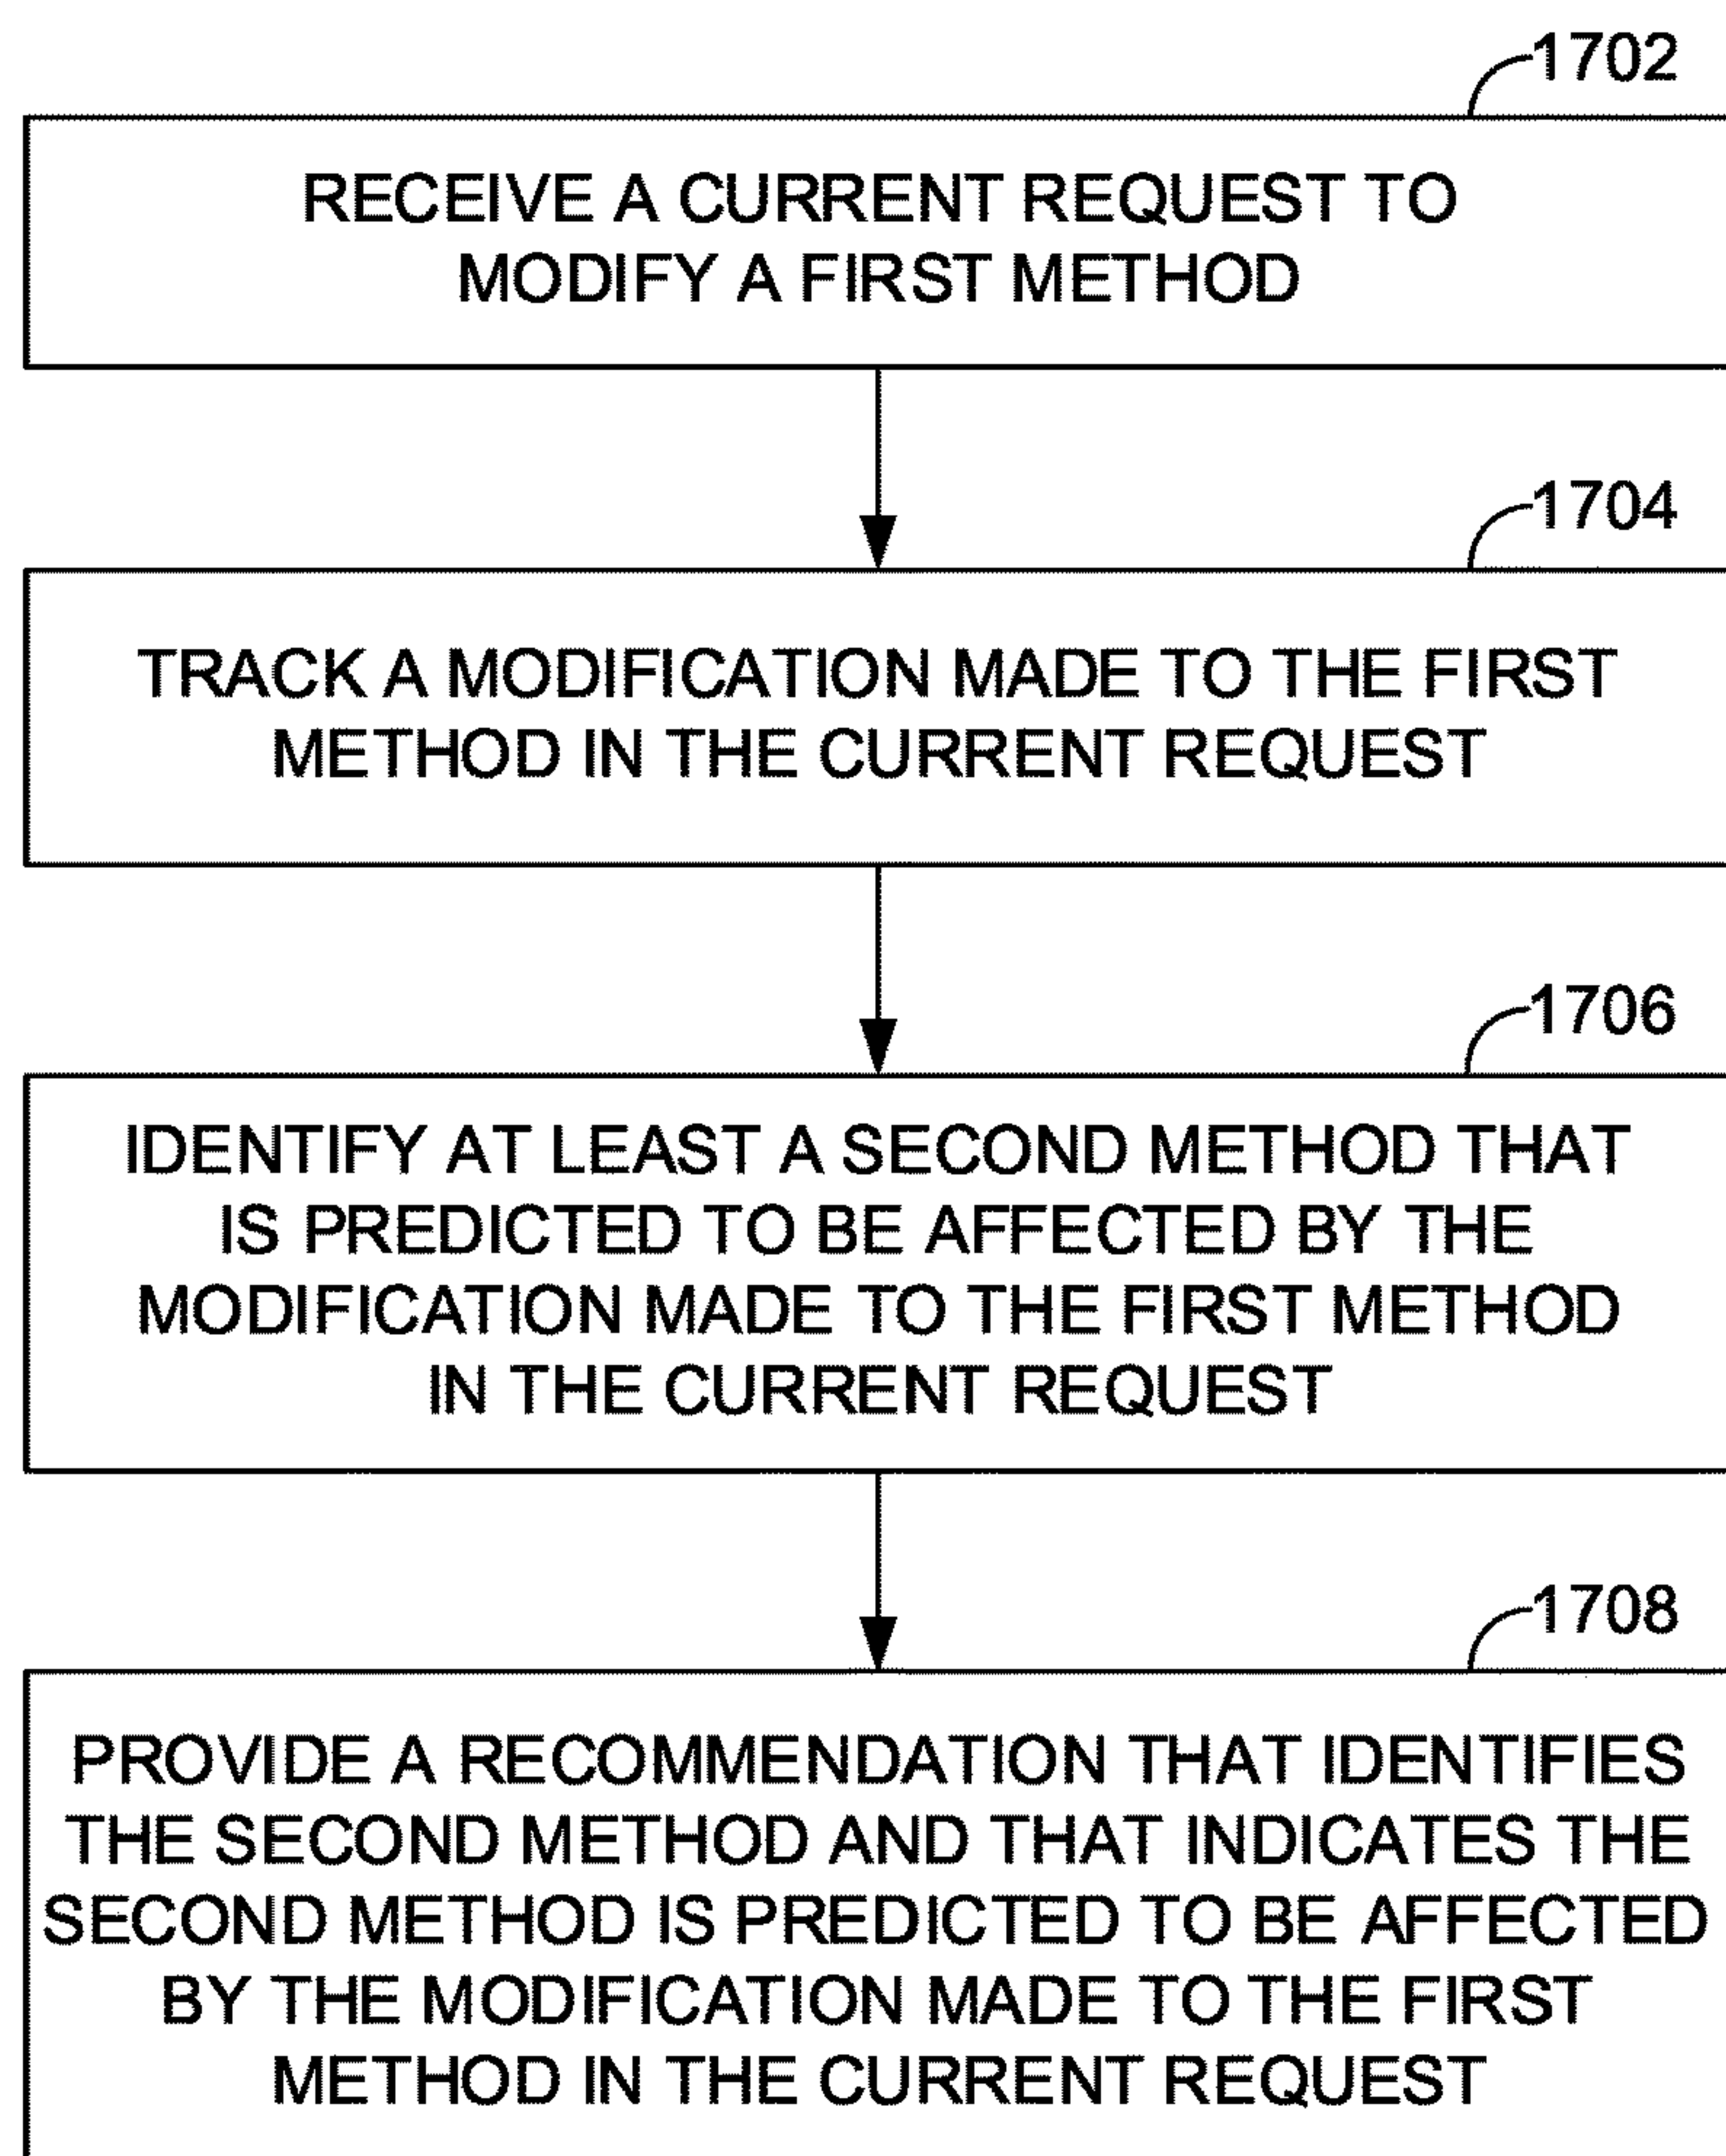 1702
RECEIVE A CURRENT REQUEST TO
MODIFY A FIRST METHOD
1704
TRACK A MODIFICATION MADE TO THE FIRST
METHOD IN THE CURRENT REQUEST
1706
IDENTIFY AT LEAST A SECOND METHOD THAT
IS PREDICTED TO BE AFFECTED BY THE
MODIFICATION MADE TO THE FIRST METHOD
IN THE CURRENT REQUEST
1708
PROVIDE A RECOMMENDATION THAT IDENTIFIES
THE SECOND METHOD AND THAT INDICATES THE
SECOND METHOD IS PREDICTED TO BE AFFECTED
BY THE MODIFICATION MADE TO THE FIRST
METHOD IN THE CURRENT REQUEST